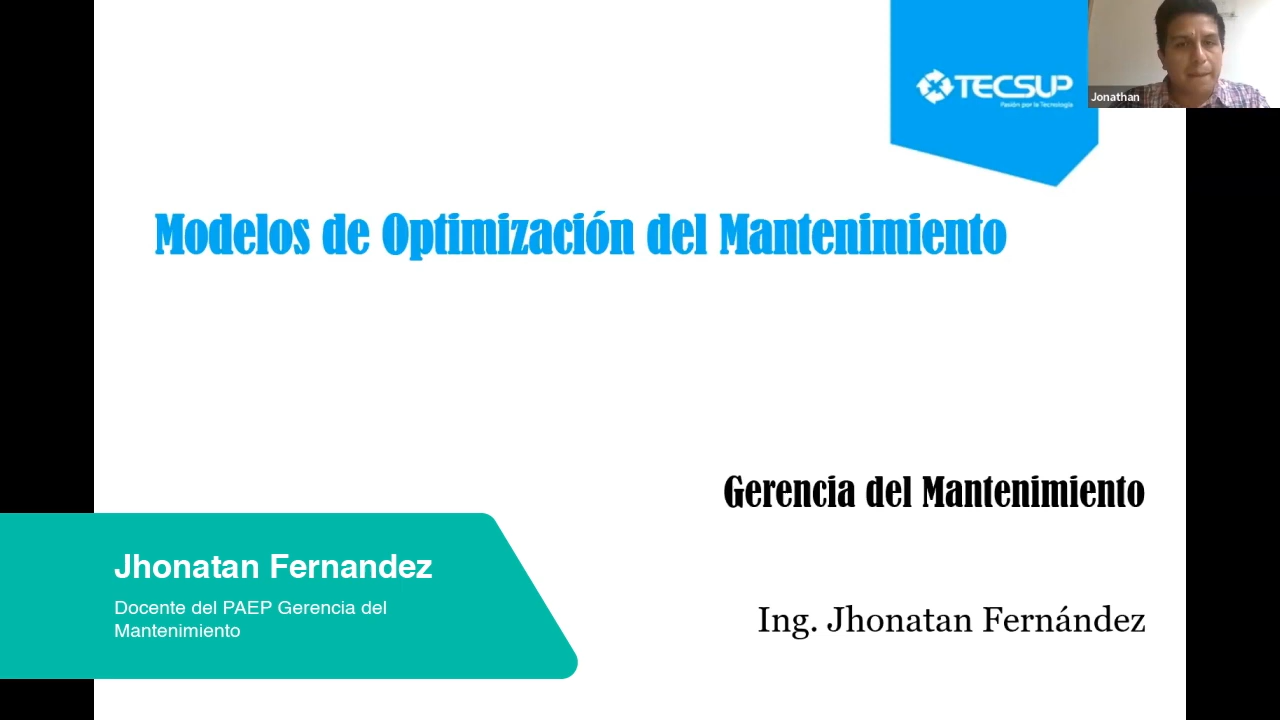 TECSUP
Pasión por la Tecnología
Jonathan
Modelos de Optimización del Mantenimiento
Gerencia del Mantenimiento
Jhonatan Fernandez
Docente del PAEP Gerencia del
Mantenimiento
Ing. Jhonatan Fernández